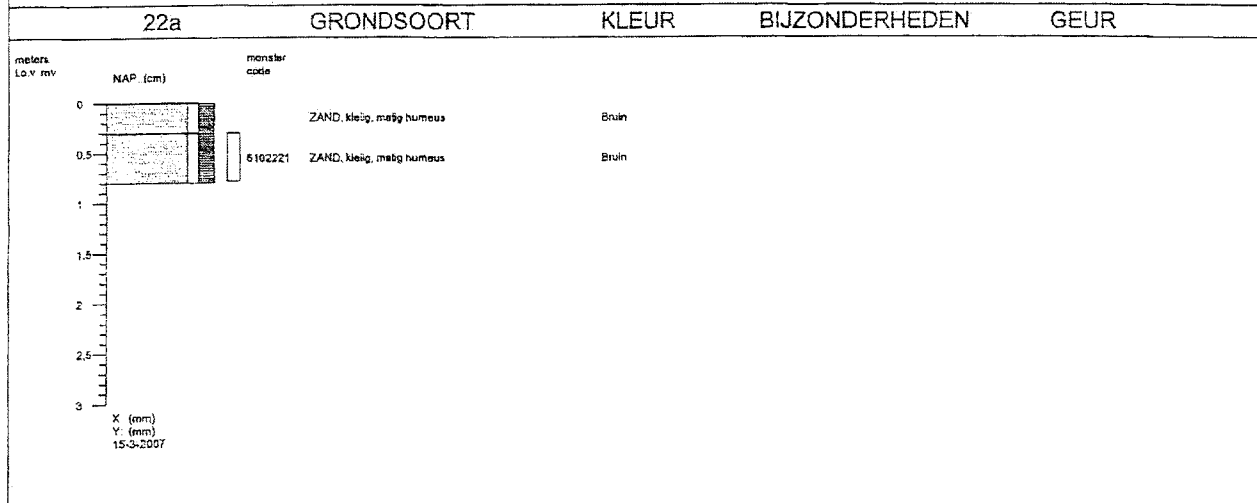 22a GRONDSOORT KLEUR BIJZONDERHEDEN GEUR
meters monster
t.o.v. mv NAP: (cm) code
0 ZAND, kleiig, matig humeus Bruin
0.5 6102221 ZAND, kleiig, matig humeus Bruin
1
1.5
2
2.5
3
X: (mm)
Y: (mm)
15-3-2007